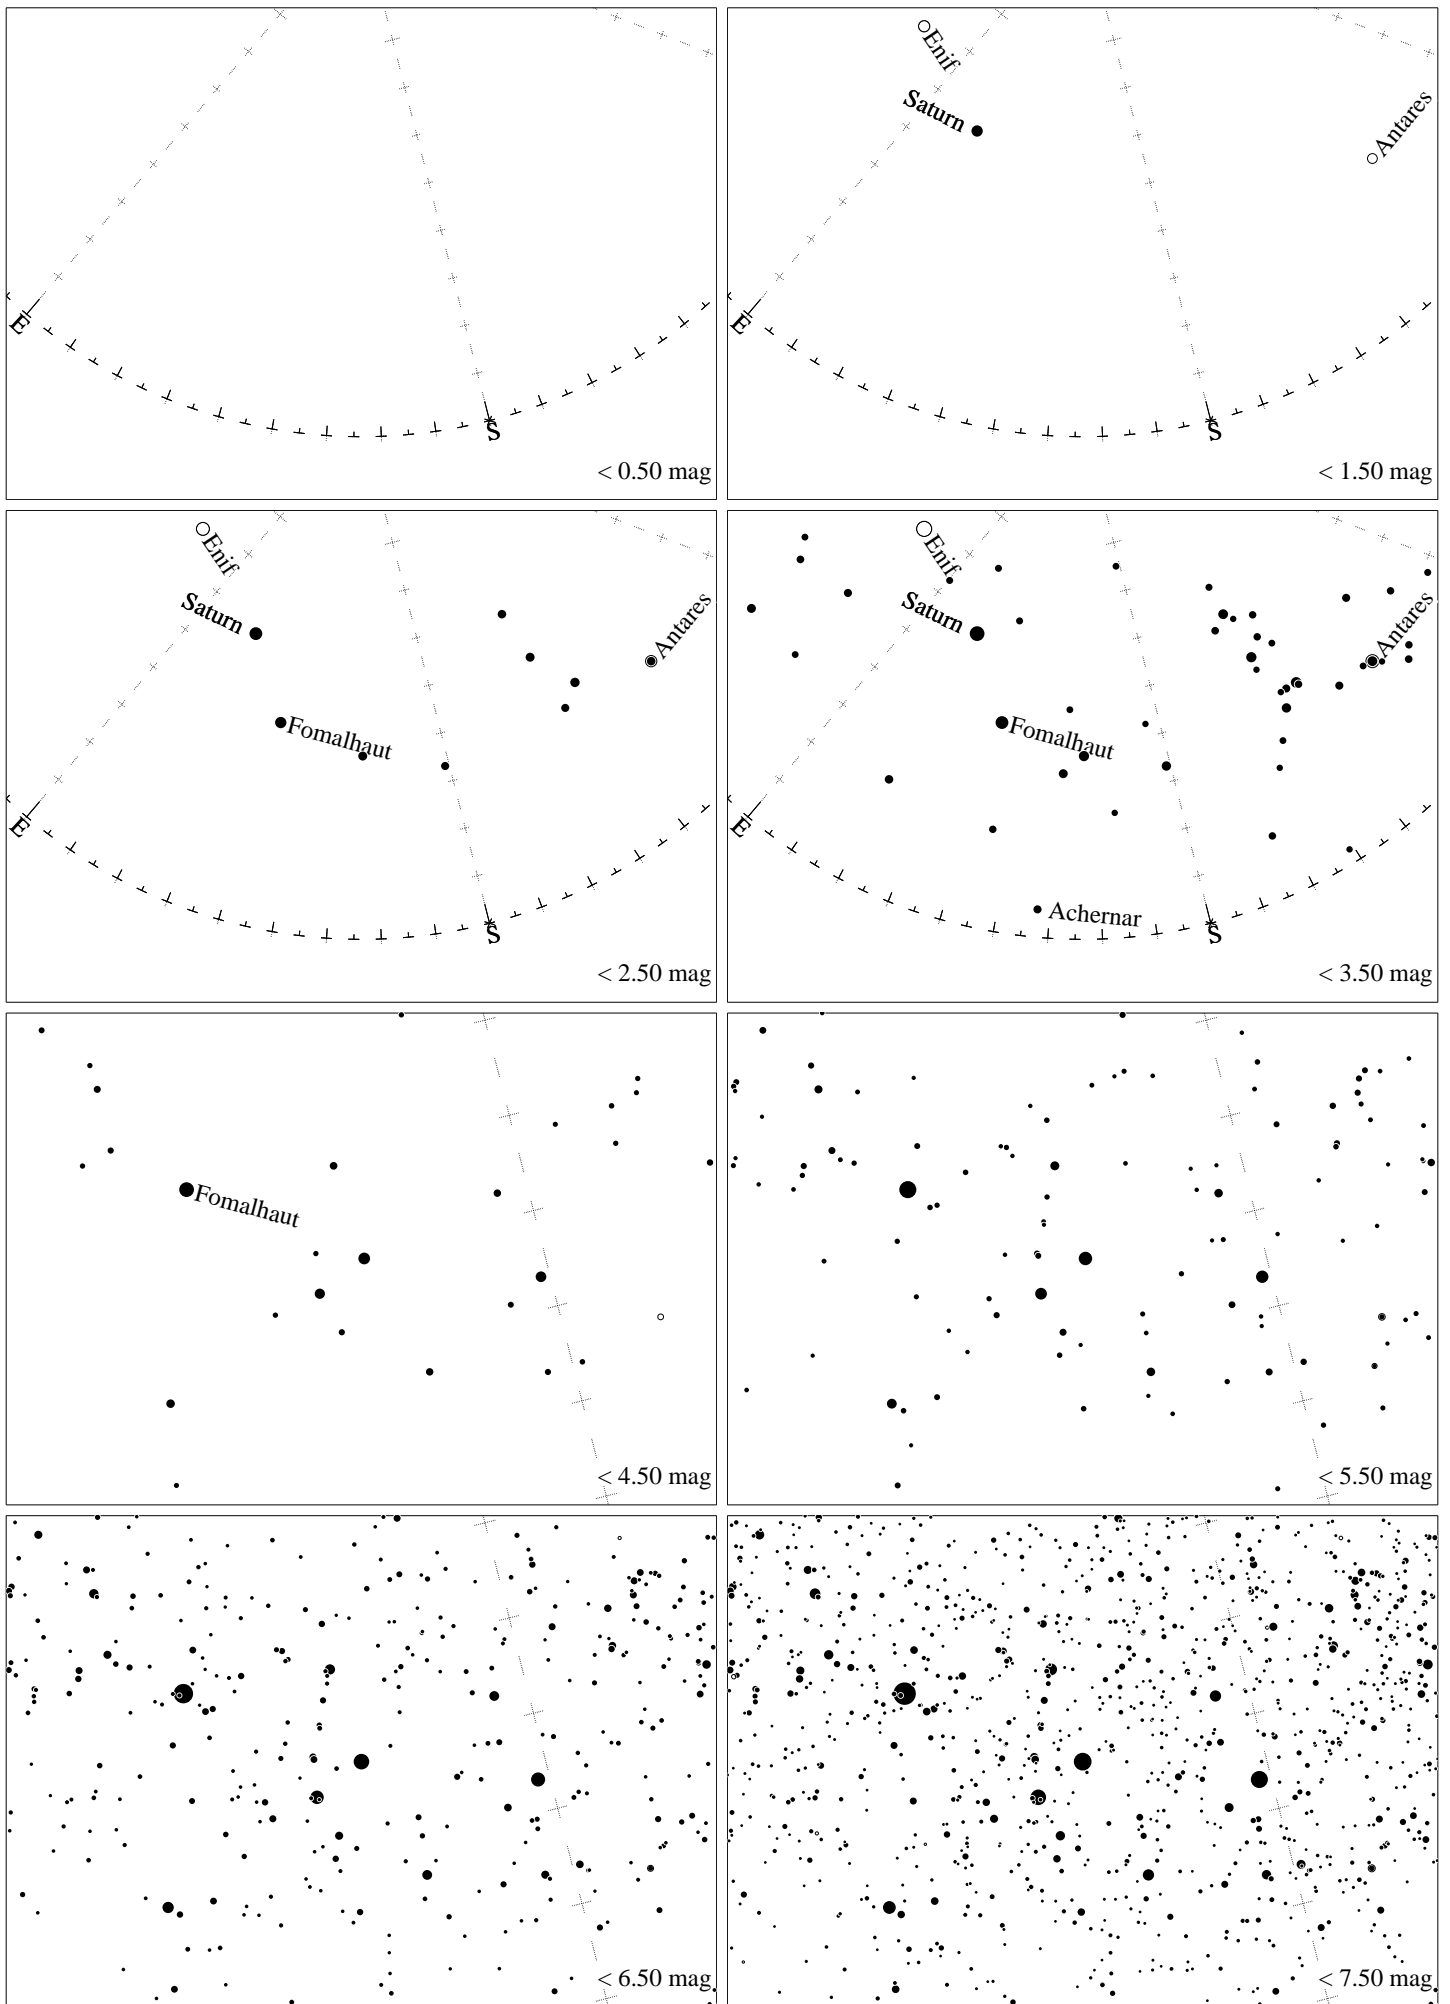 E
S
< 0.50 mag
Enif
Saturn
Antares
E
S
< 1.50 mag
Enif
Saturn
Antares
Fomalhaut
E
S
< 2.50 mag
Enif
Saturn
Antares
Fomalhaut
E
Achernar
S
< 3.50 mag
Fomalhaut
< 4.50 mag
< 5.50 mag
< 6.50 mag
< 7.50 mag